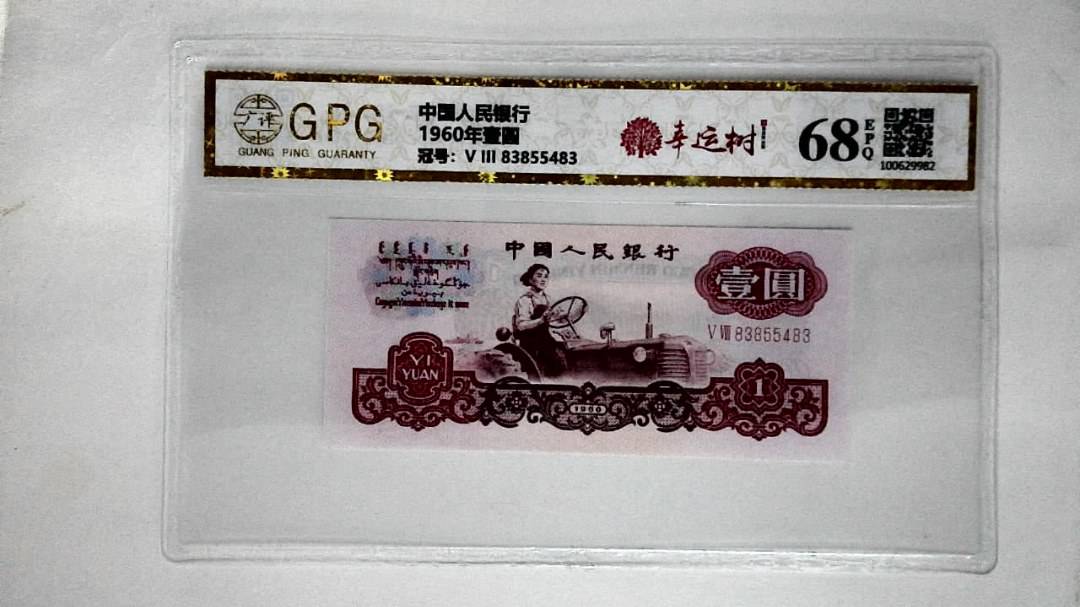 广评
GPG
GUANG PING GUARANTY
中国人民银行
1960年壹圆
冠号：V III 83855483
幸运树
68
EPQ
100629982
中國人民銀行
壹圓
V VIII 83855483
YI
YUAN
1
1960